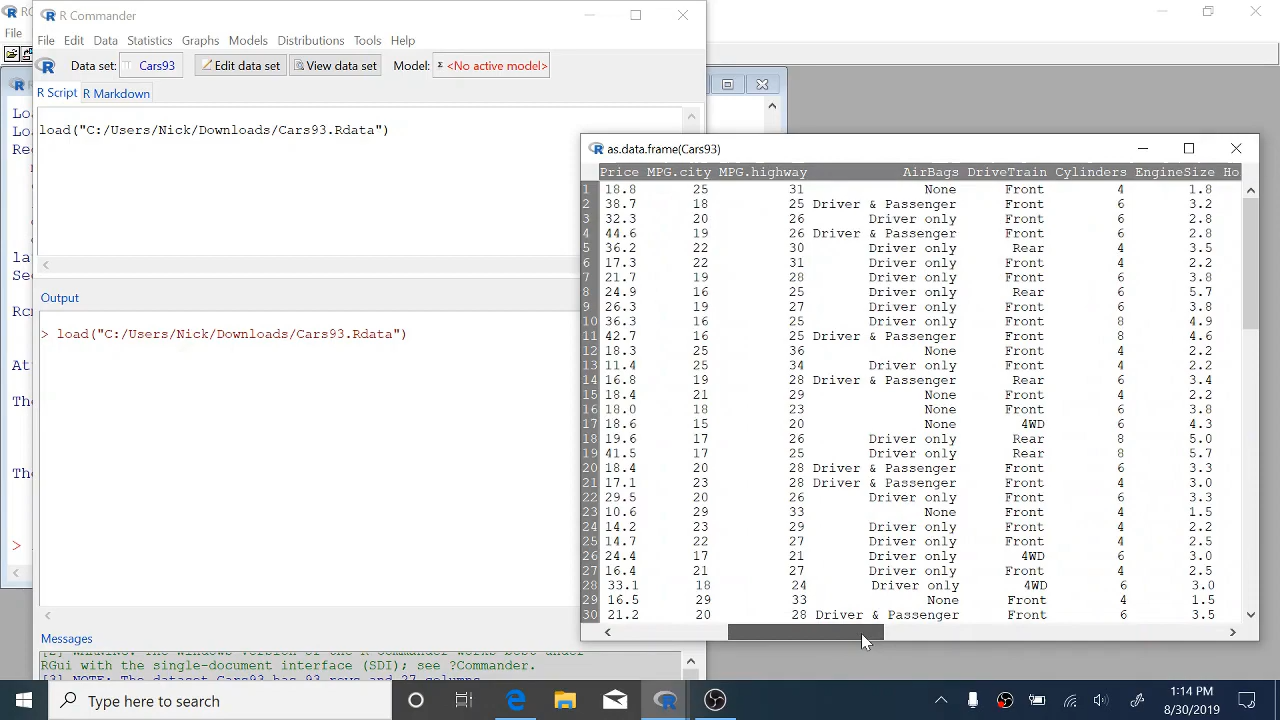 R Commander
File
File Edit Data Statistics Graphs Models Distributions Tools Help
Data set: Cars93 Edit data set View data set Model: Σ <No active model>
R Script R Markdown
load("C:/Users/Nick/Downloads/Cars93.Rdata")
Output
> load("C:/Users/Nick/Downloads/Cars93.Rdata")
Messages
RGui with the single-document interface (SDI); see ?Commander.
[3] NOTE: The dataset Cars93 has 93 rows and 27 columns.
as.data.frame(Cars93)
Price MPG.city MPG.highway AirBags DriveTrain Cylinders EngineSize Ho
1 18.8 25 31 None Front 4 1.8
2 38.7 18 25 Driver & Passenger Front 6 3.2
3 32.3 20 26 Driver only Front 6 2.8
4 44.6 19 26 Driver & Passenger Front 6 2.8
5 36.2 22 30 Driver only Rear 4 3.5
6 17.3 22 31 Driver only Front 4 2.2
7 21.7 19 28 Driver only Front 6 3.8
8 24.9 16 25 Driver only Rear 6 5.7
9 26.3 19 27 Driver only Front 6 3.8
10 36.3 16 25 Driver only Front 8 4.9
11 42.7 16 25 Driver & Passenger Front 8 4.6
12 18.3 25 36 None Front 4 2.2
13 11.4 25 34 Driver only Front 4 2.2
14 16.8 19 28 Driver & Passenger Rear 6 3.4
15 18.4 21 29 None Front 4 2.2
16 18.0 18 23 None Front 6 3.8
17 18.6 15 20 None 4WD 6 4.3
18 19.6 17 26 Driver only Rear 8 5.0
19 41.5 17 25 Driver only Rear 8 5.7
20 18.4 20 28 Driver & Passenger Front 6 3.3
21 17.1 23 28 Driver & Passenger Front 4 3.0
22 29.5 20 26 Driver only Front 6 3.3
23 10.6 29 33 None Front 4 1.5
24 14.2 23 29 Driver only Front 4 2.2
25 14.7 22 27 Driver only Front 4 2.5
26 24.4 17 21 Driver only 4WD 6 3.0
27 16.4 21 27 Driver only Front 4 2.5
28 33.1 18 24 Driver only 4WD 6 3.0
29 16.5 29 33 None Front 4 1.5
30 21.2 20 28 Driver & Passenger Front 6 3.5
Type here to search
1:14 PM
8/30/2019